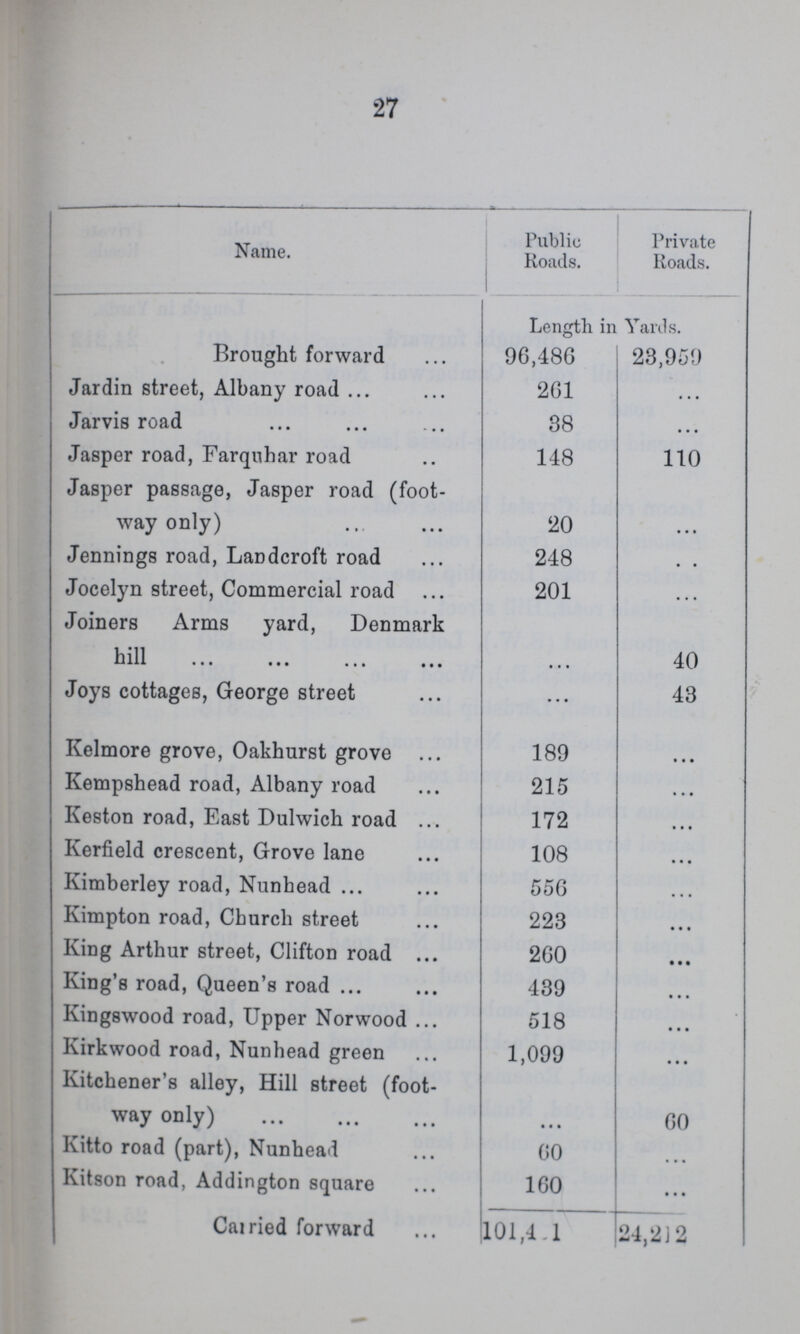 27
Name. Public Roads. Private Roads.
Length in Yards.
Brought forward ... 96,486 23,959
Jardin street, Albany road ... ... 261 ...
Jarvis road ... ... ... 38 ...
Jasper road, Farquhar road .. 148 110
Jasper passage, Jasper road (foot-
way only) ... ... 20 ...
Jennings road, Landcroft road ... 248 . .
Jocelyn street, Commercial road ... 201 ...
Joiners Arms yard, Denmark
hill ... ... ... ... ... 40
Joys cottages, George street ... ... 43
Kelmore grove, Oakhurst grove ... 189 ...
Kempshead road, Albany road ... 215 ...
Keston road, East Dulwich road ... 172 ...
Kerfield crescent, Grove lane ... 108 ...
Kimberley road, Nunhead ... ... 556 ...
Kimpton road, Church street ... 223 ...
King Arthur street, Clifton road ... 260 ...
King's road, Queen's road ... ... 439 ...
Kingswood road, Upper Norwood ... 518 ...
Kirkwood road, Nunhead green ... 1,099 ...
Kitchener's alley, Hill street (foot-
way only) ... ... ... ... 60
Kitto road (part), Nunhead ... 60 ...
Kitson road, Addington square ... 160 ...
Carried forward ... 24,212